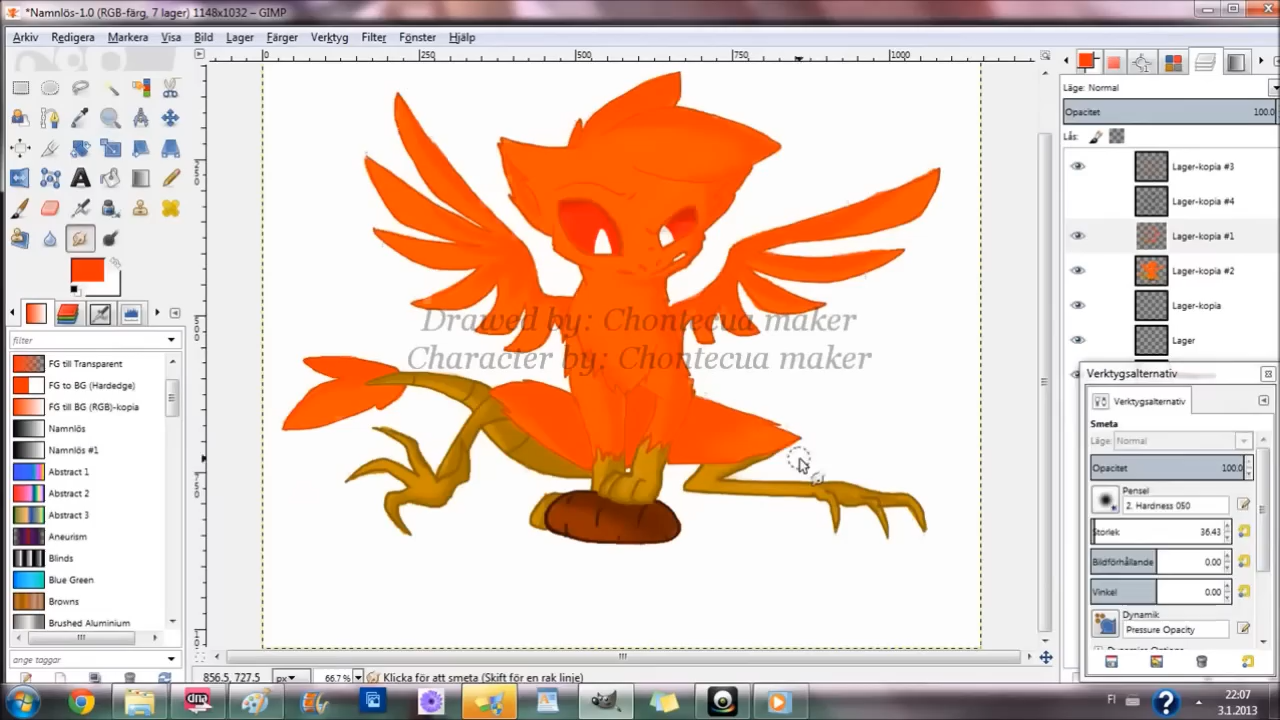 *Namnlös-1.0 (RGB-färg, 7 lager) 1148x1032 – GIMP
Arkiv Redigera Markera Visa Bild Lager Färger Verktyg Filter Fönster Hjälp
0 250 500 750 1000
Läge: Normal
Opacitet 100.0
Lås:
Lager-kopia #3
Lager-kopia #4
Lager-kopia #1
Lager-kopia #2
Lager-kopia
Lager
Drawed by: Chontecua maker
Character by: Chontecua maker
filter
FG till Transparent
FG to BG (Hardedge)
FG till BG (RGB)-kopia
Namnlös
Namnlös #1
Abstract 1
Abstract 2
Abstract 3
Aneurism
Blinds
Blue Green
Browns
Brushed Aluminium
ange taggar
Verktygsalternativ
Verktygsalternativ
Smeta
Läge: Normal
Opacitet 100.0
Pensel
2. Hardness 050
Storlek 36.43
Bildförhållande 0.00
Vinkel 0.00
Dynamik
Pressure Opacity
856.5, 727.5 px 66.7 % Klicka för att smeta (Skift för en rak linje)
dna
FI
22:07
3.1.2013